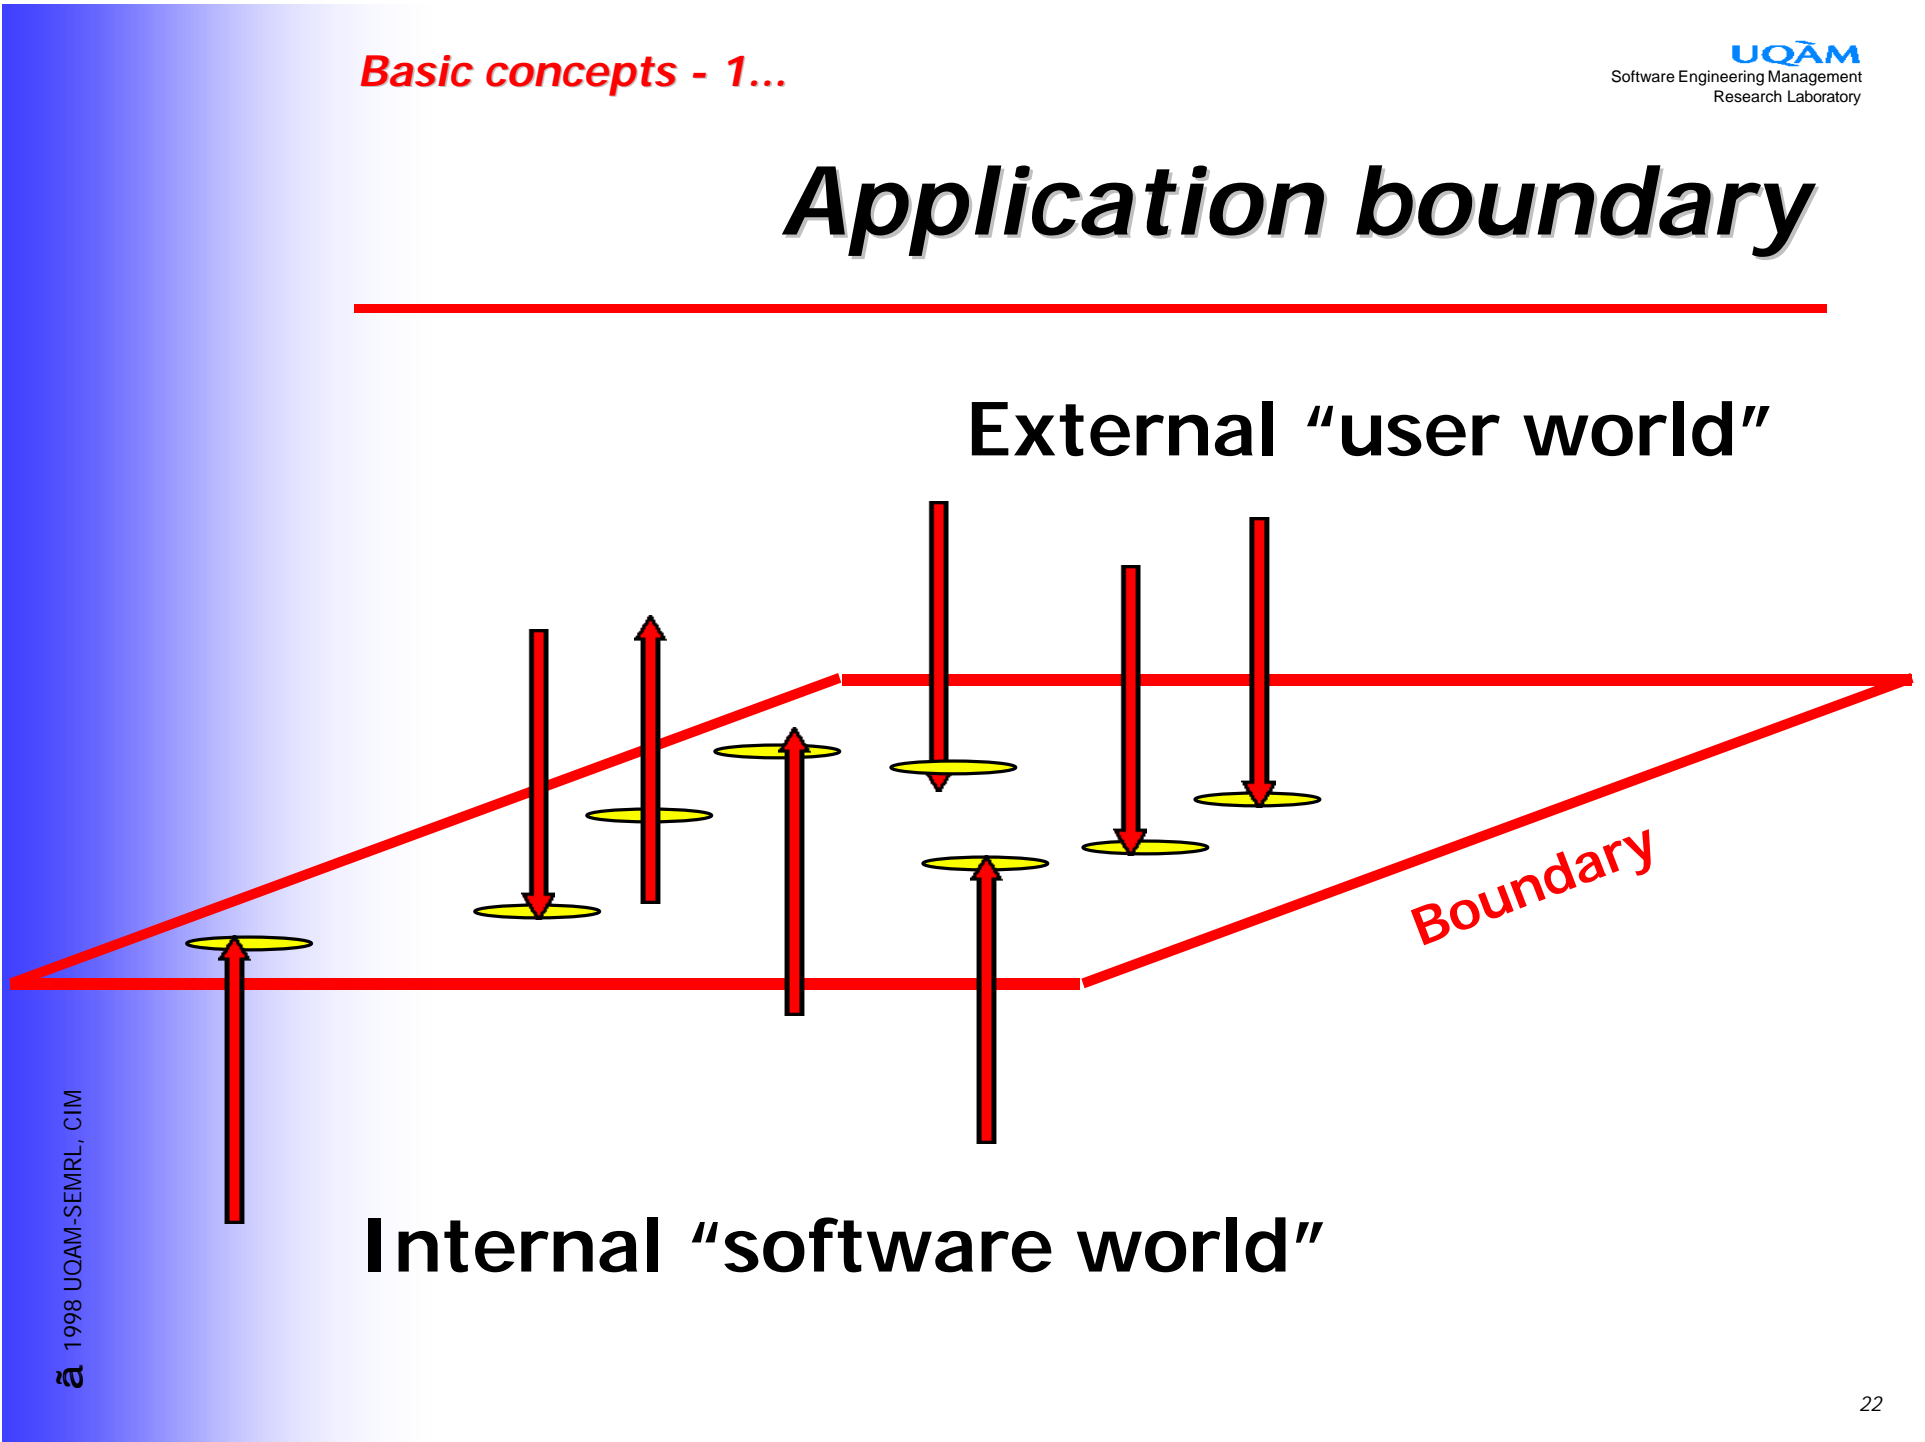 Basic concepts - 1...
UQÀM
Software Engineering Management
Research Laboratory
Application boundary
External “user world”
Boundary
Internal “software world”
ã 1998 UQAM-SEMRL, CIM
22